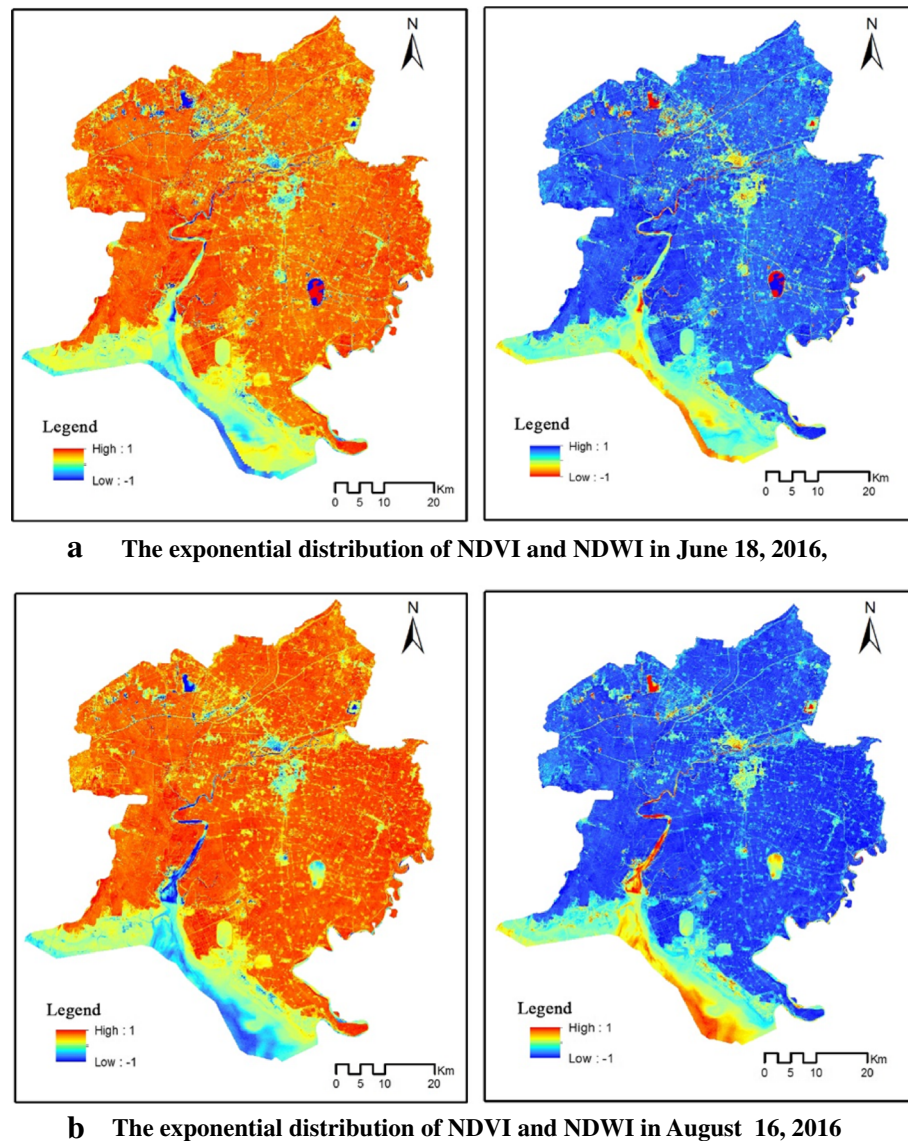 N
N
Legend
High : 1
Low : -1
Km
0 5 10 20
Legend
High : 1
Low : -1
Km
0 5 10 20
a The exponential distribution of NDVI and NDWI in June 18, 2016,
N
N
Legend
High : 1
Low : -1
Km
0 5 10 20
Legend
High : 1
Low : -1
Km
0 5 10 20
b The exponential distribution of NDVI and NDWI in August 16, 2016